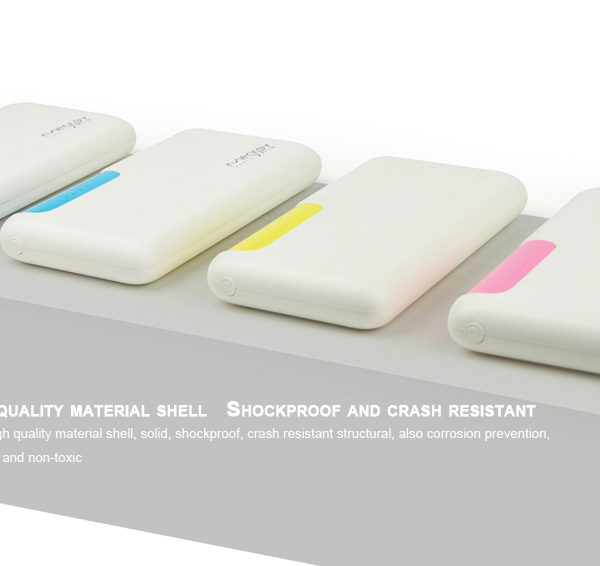 QUALITY MATERIAL SHELL SHOCKPROOF AND CRASH RESISTANT
quality material shell, solid, shockproof, crash resistant structural, also corrosion prevention,
and non-toxic